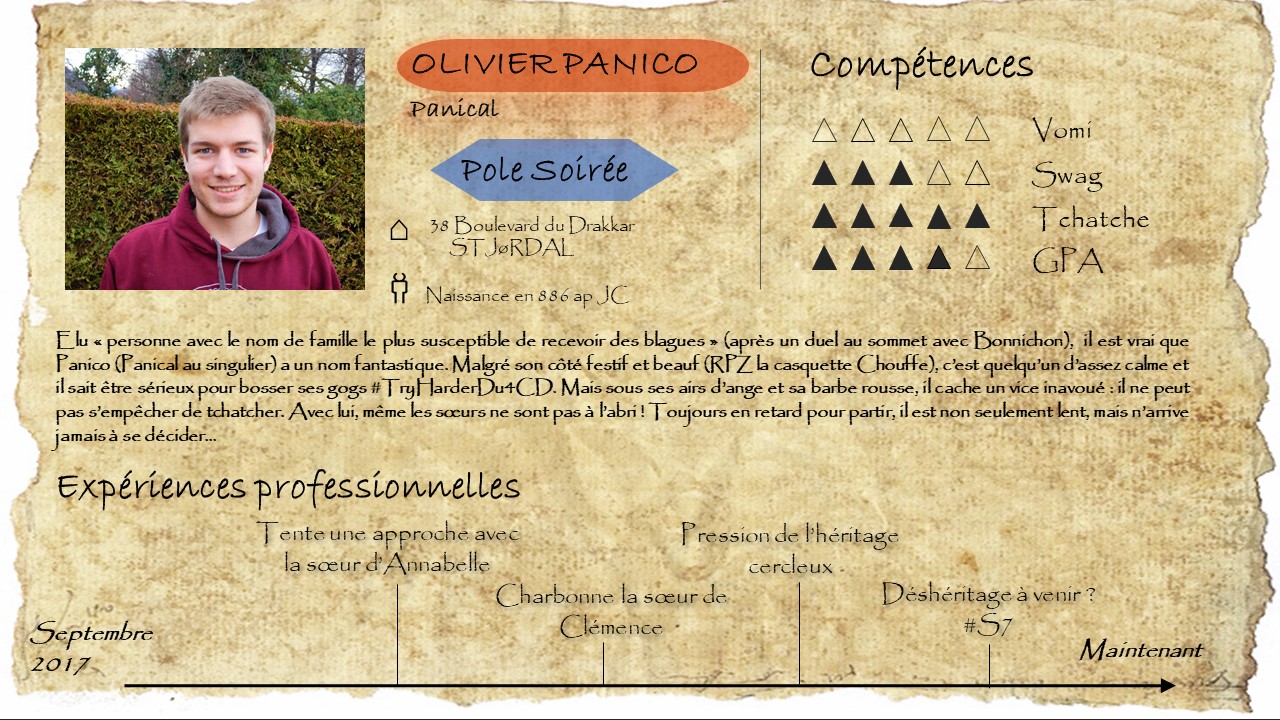 OLIVIER PANICO
Panical
Pole Soirée
38 Boulevard du Drakkar
STJøRDAL
Naissance en 886 ap JC
Compétences
Vomi
Swag
Tchatche
GPA
Elu « personne avec le nom de famille le plus susceptible de recevoir des blagues » (après un duel au sommet avec Bonnichon), il est vrai que
Panico (Panical au singulier) a un nom fantastique. Malgré son côté festif et beauf (RPZ la casquette Chouffe), c'est quelqu'un d'assez calme et
il sait être sérieux pour bosser ses gogs #TryHarderDu4CD. Mais sous ses airs d'ange et sa barbe rousse, il cache un vice inavoué : il ne peut
pas s'empêcher de tchatcher. Avec lui, même les sœurs ne sont pas à l'abri ! Toujours en retard pour partir, il est non seulement lent, mais n'arrive
jamais à se décider...
Expériences professionnelles
Tente une approche avec
la sœur d'Annabelle
Pression de l'héritage
cercleux
Charbonne la sœur de
Clémence
Déshéritage à venir ?
#S7
Septembre
2017
Maintenant